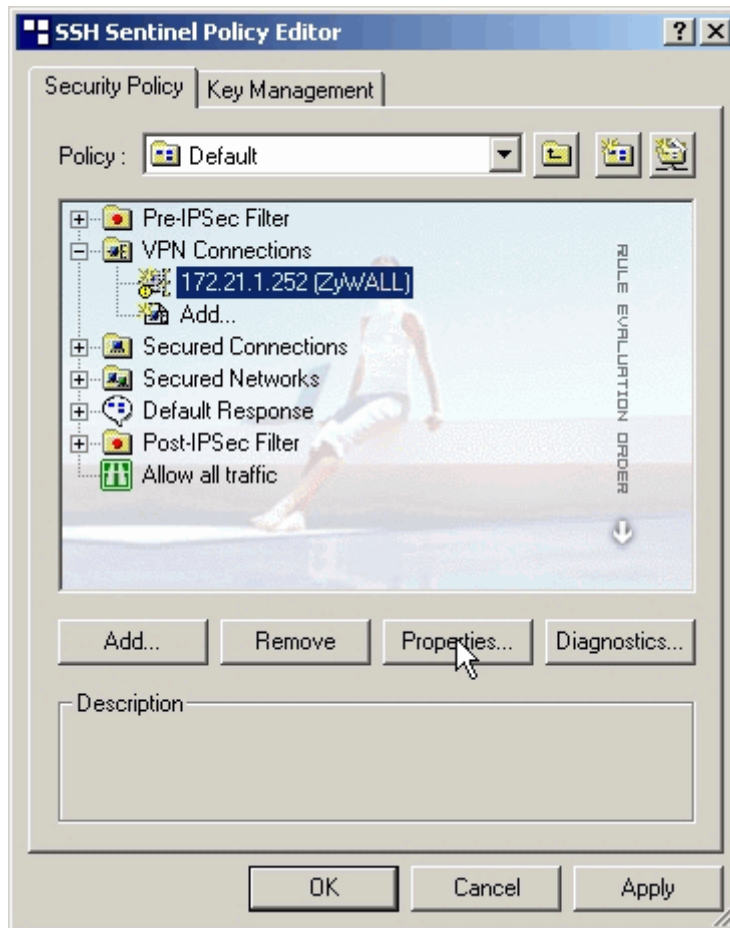 SSH Sentinel Policy Editor
Security Policy
Key Management
Policy :
Default
Pre-IPSec Filter
VPN Connections
172.21.1.252 (ZyWALL)
Add...
Secured Connections
Secured Networks
Default Response
Post-IPSec Filter
Allow all traffic
RULE EVALUATION ORDER
Add...
Remove
Properties...
Diagnostics...
Description
OK
Cancel
Apply